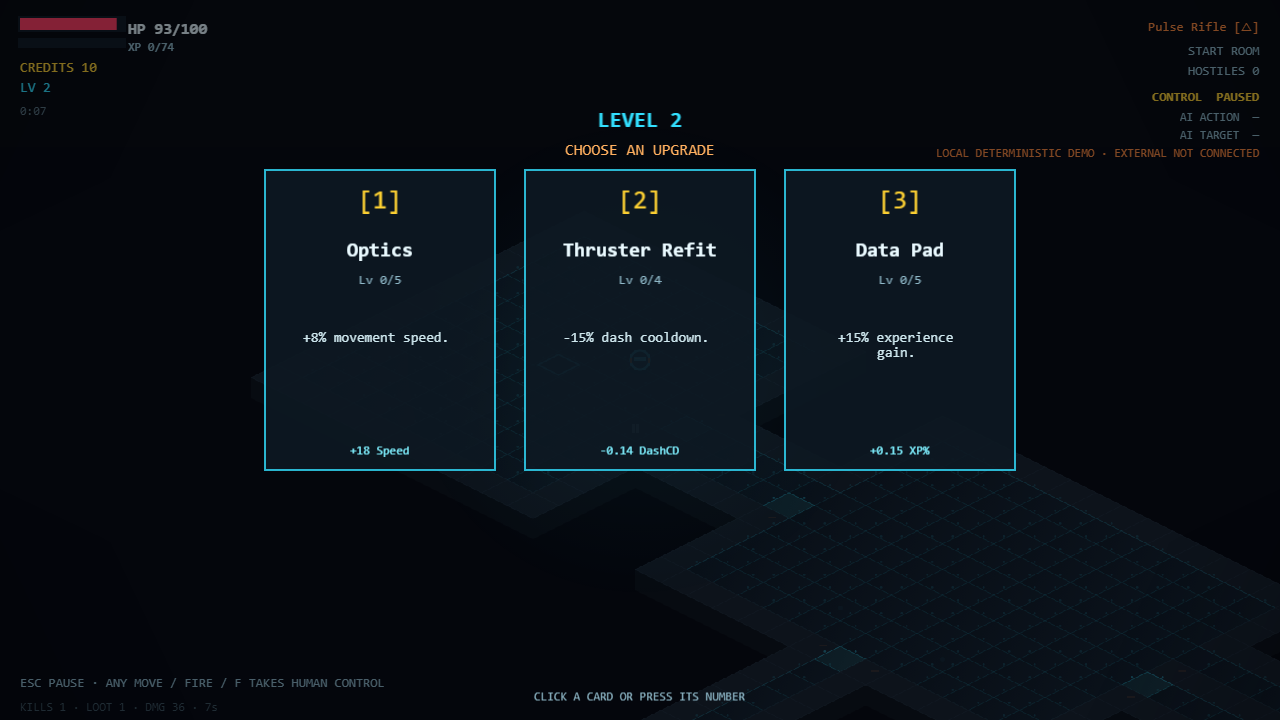 HP 93/100
XP 0/74
CREDITS 10
LV 2
0:07
Pulse Rifle [△]
START ROOM
HOSTILES 0
CONTROL PAUSED
AI ACTION —
AI TARGET —
LOCAL DETERMINISTIC DEMO · EXTERNAL NOT CONNECTED
LEVEL 2
CHOOSE AN UPGRADE
[1]
Optics
Lv 0/5
+8% movement speed.
+18 Speed
[2]
Thruster Refit
Lv 0/4
-15% dash cooldown.
-0.14 DashCD
[3]
Data Pad
Lv 0/5
+15% experience
gain.
+0.15 XP%
ESC PAUSE · ANY MOVE / FIRE / F TAKES HUMAN CONTROL
KILLS 1 · LOOT 1 · DMG 36 · 7s
CLICK A CARD OR PRESS ITS NUMBER